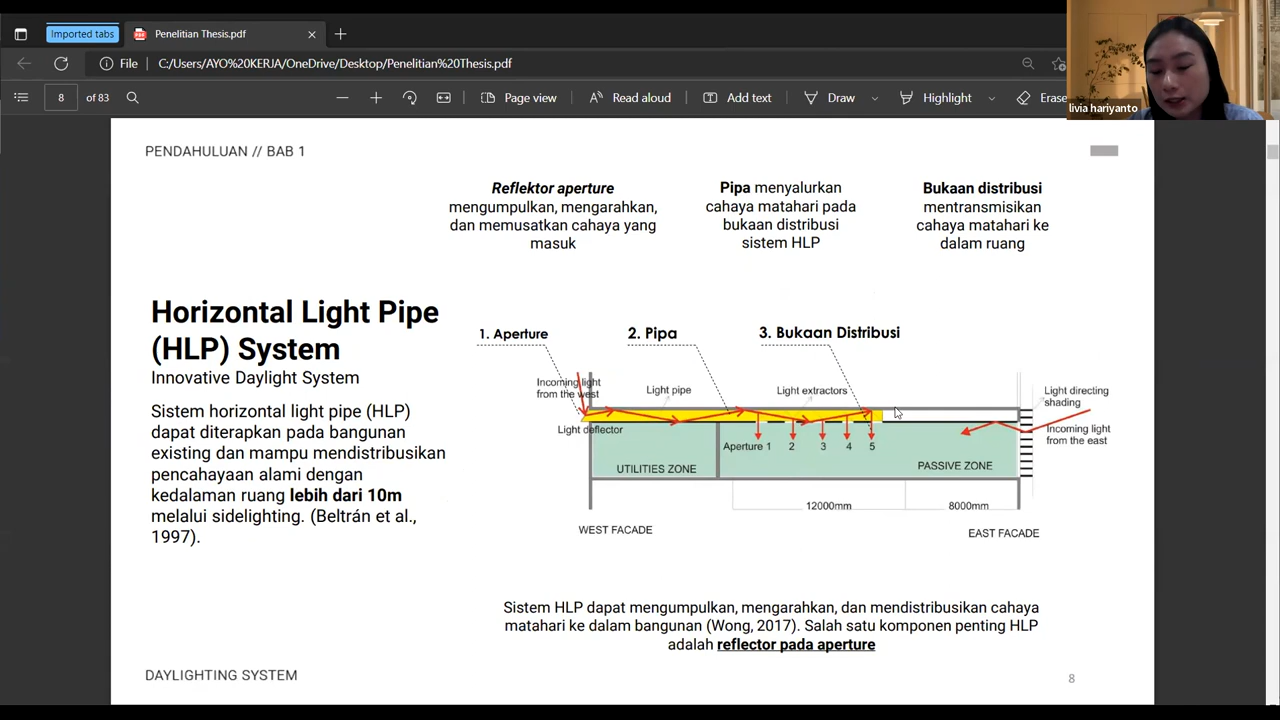 Imported tabs
Penelitian Thesis.pdf
File
C:/Users/AYO%20KERJA/OneDrive/Desktop/Penelitian%20Thesis.pdf
8 of 83
Page view
Read aloud
Add text
Draw
Highlight
Erase
livia hariyanto
PENDAHULUAN // BAB 1
Reflektor aperture
mengumpulkan, mengarahkan,
dan memusatkan cahaya yang
masuk
Pipa menyalurkan
cahaya matahari pada
bukaan distribusi
sistem HLP
Bukaan distribusi
mentransmisikan
cahaya matahari ke
dalam ruang
Horizontal Light Pipe
(HLP) System
Innovative Daylight System
Sistem horizontal light pipe (HLP)
dapat diterapkan pada bangunan
existing dan mampu mendistribusikan
pencahayaan alami dengan
kedalaman ruang lebih dari 10m
melalui sidelighting. (Beltrán et al.,
1997).
1. Aperture
2. Pipa
3. Bukaan Distribusi
Incoming light
from the west
Light pipe
Light extractors
Light directing
shading
Light deflector
Incoming light
from the east
Aperture 1 2 3 4 5
UTILITIES ZONE
PASSIVE ZONE
12000mm
8000mm
WEST FACADE
EAST FACADE
Sistem HLP dapat mengumpulkan, mengarahkan, dan mendistribusikan cahaya
matahari ke dalam bangunan (Wong, 2017). Salah satu komponen penting HLP
adalah reflector pada aperture
DAYLIGHTING SYSTEM
8